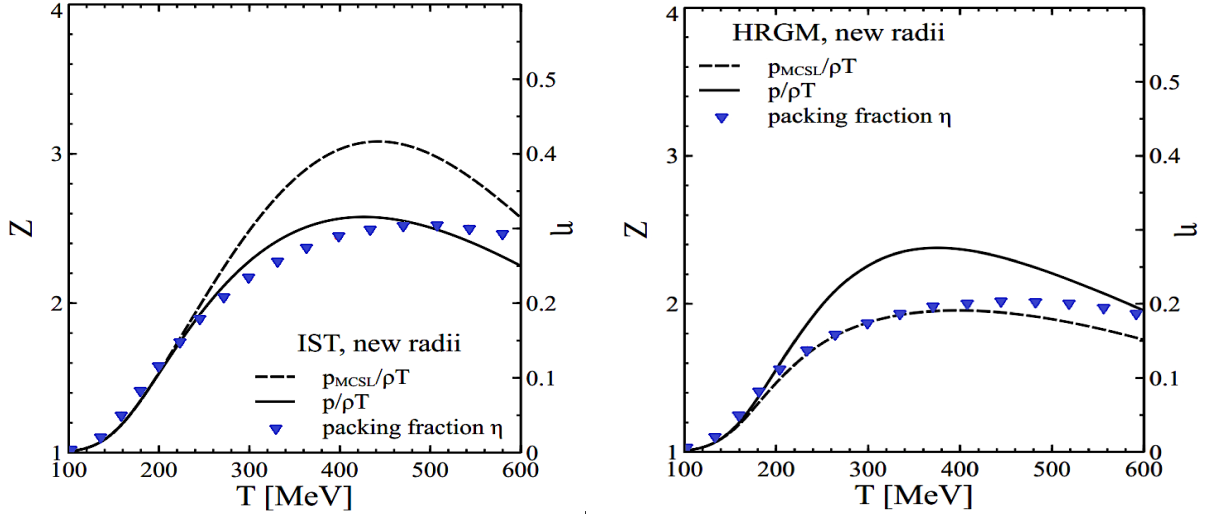 4
3
2
1
Z
0.5
0.4
0.3
0.2
0.1
0
η
IST, new radii
p_MCSL/ρT
p/ρT
packing fraction η
100 200 300 400 500 600
T [MeV]
4
3
2
1
Z
0.5
0.4
0.3
0.2
0.1
0
η
HRGM, new radii
p_MCSL/ρT
p/ρT
packing fraction η
100 200 300 400 500 600
T [MeV]